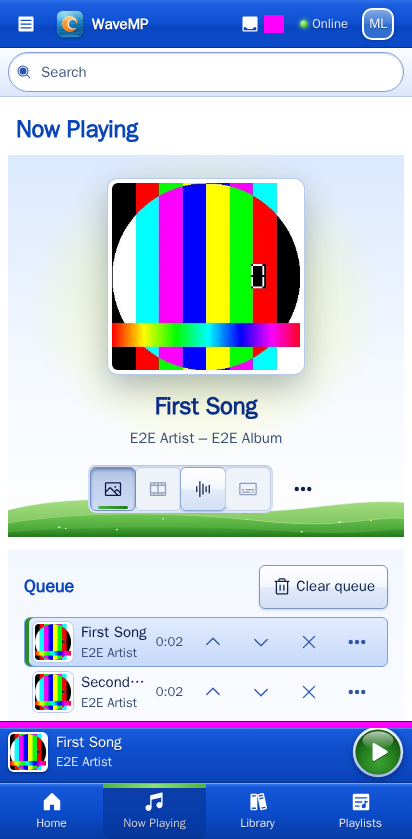 WaveMP
Online
ML
Search
Now Playing
First Song
E2E Artist – E2E Album
Queue
Clear queue
First Song
E2E Artist
0:02
Second…
E2E Artist
0:02
First Song
E2E Artist
Home
Now Playing
Library
Playlists